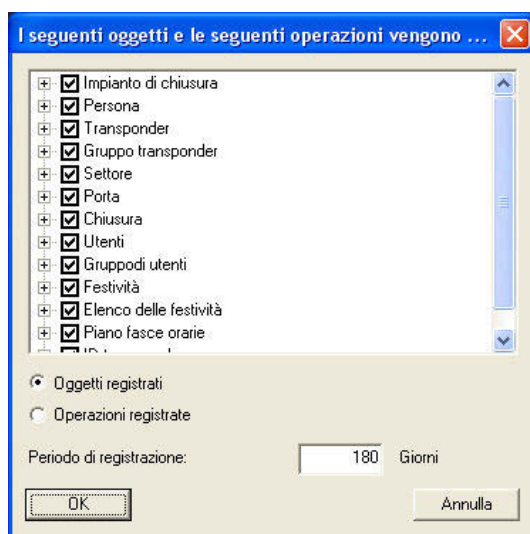 I seguenti oggetti e le seguenti operazioni vengono ...
Impianto di chiusura
Persona
Transponder
Gruppo transponder
Settore
Porta
Chiusura
Utenti
Gruppodi utenti
Festività
Elenco delle festività
Piano fasce orarie
Oggetti registrati
Operazioni registrate
Periodo di registrazione: 180 Giorni
OK Annulla